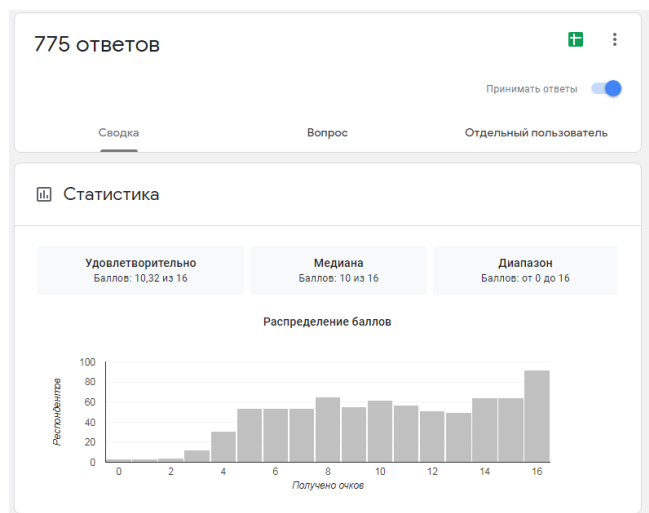 775 ответов
Принимать ответы
Сводка Вопрос Отдельный пользователь
Статистика
Удовлетворительно Медиана Диапазон
Баллов: 10,32 из 16 Баллов: 10 из 16 Баллов: от 0 до 16
Распределение баллов
100
80
60
40
20
0
Респондентов
0 2 4 6 8 10 12 14 16
Получено очков